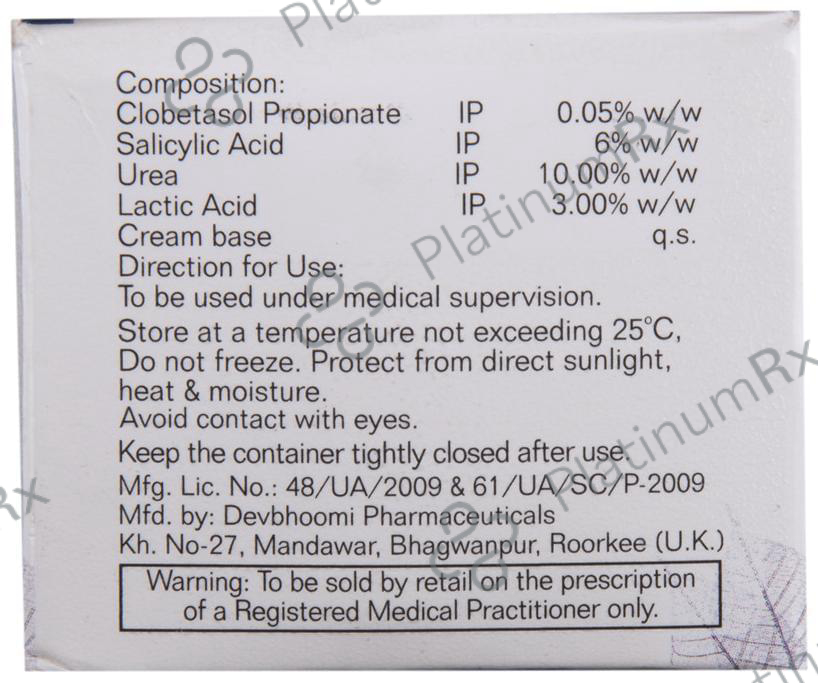 Composition:
Clobetasol Propionate IP 0.05% w/w
Salicylic Acid IP 6% w/w
Urea IP 10.00% w/w
Lactic Acid IP 3.00% w/w
Cream base q.s.
Direction for Use:
To be used under medical supervision.
Store at a temperature not exceeding 25°C,
Do not freeze. Protect from direct sunlight,
heat & moisture.
Avoid contact with eyes.
Keep the container tightly closed after use.
Mfg. Lic. No.: 48/UA/2009 & 61/UA/SC/P-2009
Mfd. by: Devbhoomi Pharmaceuticals
Kh. No-27, Mandawar, Bhagwanpur, Roorkee (U.K.)
Warning: To be sold by retail on the prescription
of a Registered Medical Practitioner only.
PlatinumRx
PlatinumRx